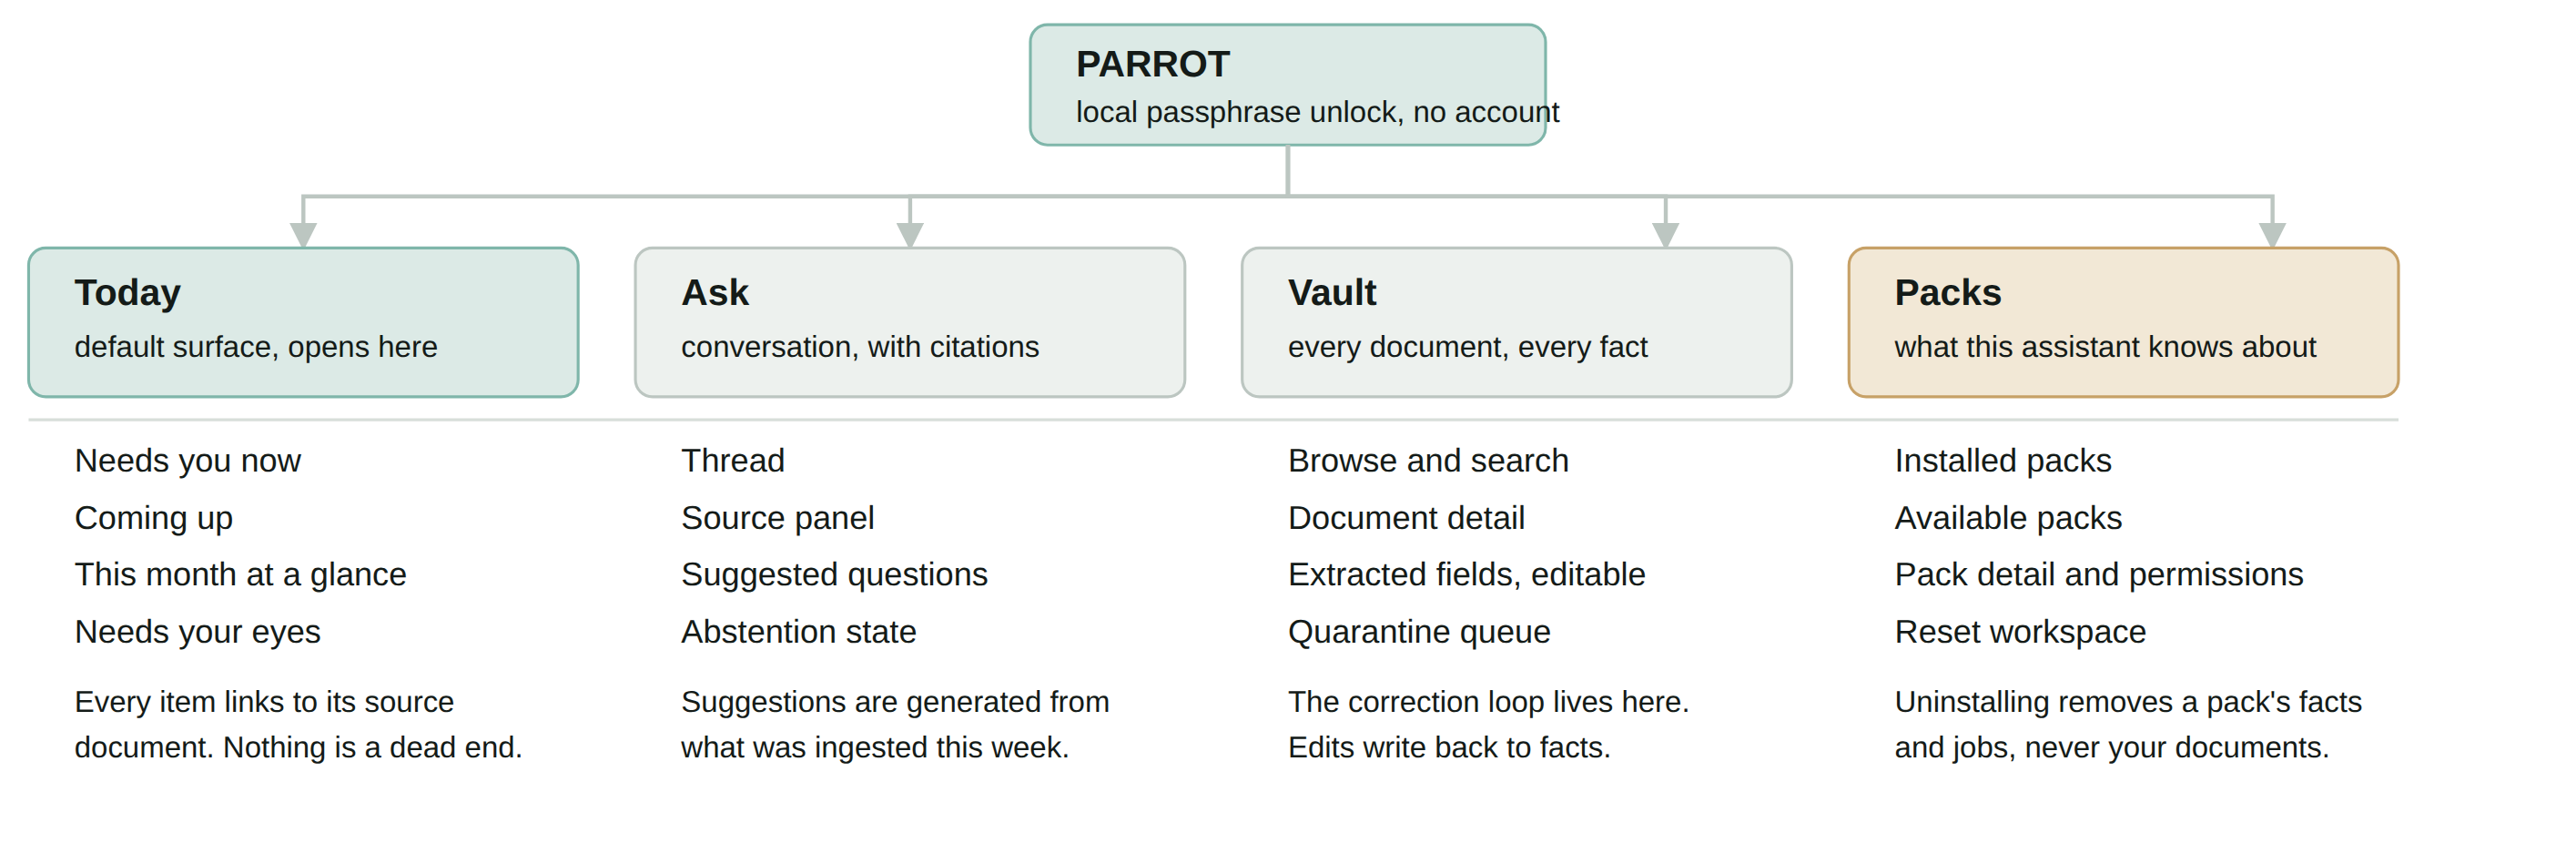 PARROT
local passphrase unlock, no account
Today
default surface, opens here
Ask
conversation, with citations
Vault
every document, every fact
Packs
what this assistant knows about
Needs you now
Coming up
This month at a glance
Needs your eyes
Every item links to its source
document. Nothing is a dead end.
Thread
Source panel
Suggested questions
Abstention state
Suggestions are generated from
what was ingested this week.
Browse and search
Document detail
Extracted fields, editable
Quarantine queue
The correction loop lives here.
Edits write back to facts.
Installed packs
Available packs
Pack detail and permissions
Reset workspace
Uninstalling removes a pack's facts
and jobs, never your documents.